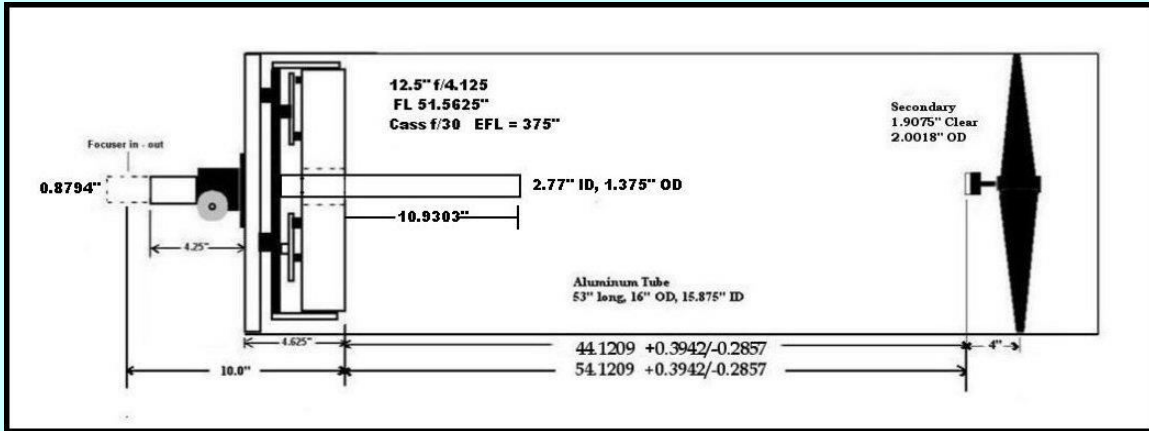 12.5" f/4.125
FL 51.5625"
Cass f/30 EFL = 375"
Secondary
1.9075" Clear
2.0018" OD
Focuser in - out
0.8794"
2.77" ID, 1.375" OD
10.9303"
4.25"
Aluminum Tube
53" long, 16" OD, 15.875" ID
4.625"
44.1209 +0.3942/-0.2857
4"
10.0"
54.1209 +0.3942/-0.2857